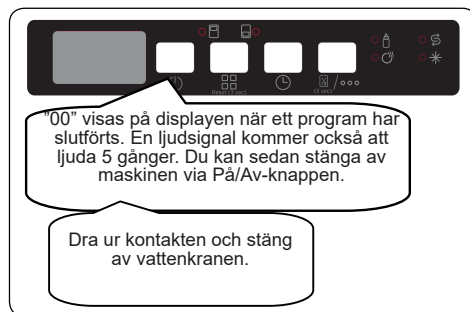 Reset (3 sec)
(3 sec)
"00" visas på displayen när ett program har
slutförts. En ljudsignal kommer också att
ljuda 5 gånger. Du kan sedan stänga av
maskinen via På/Av-knappen.
Dra ur kontakten och stäng
av vattenkranen.